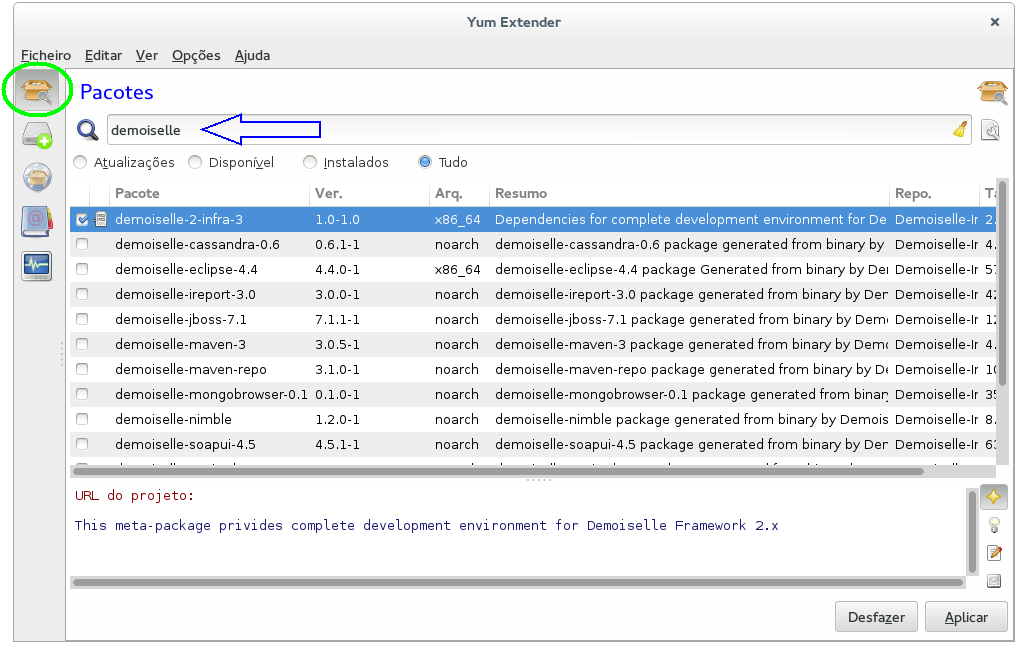 Yum Extender
Ficheiro Editar Ver Opções Ajuda
Pacotes
demoiselle
Atualizações Disponível Instalados Tudo
Pacote Ver. Arq. Resumo Repo. Ta
demoiselle-2-infra-3 1.0-1.0 x86_64 Dependencies for complete development environment for De Demoiselle-Ir 2.
demoiselle-cassandra-0.6 0.6.1-1 noarch demoiselle-cassandra-0.6 package generated from binary by Demoiselle-Ir 4.
demoiselle-eclipse-4.4 4.4.0-1 x86_64 demoiselle-eclipse-4.4 package Generated from binary by Der Demoiselle-Ir 57
demoiselle-ireport-3.0 3.0.0-1 noarch demoiselle-ireport-3.0 package generated from binary by Der Demoiselle-Ir 42
demoiselle-jboss-7.1 7.1.1-1 noarch demoiselle-jboss-7.1 package generated from binary by Demo Demoiselle-Ir 12
demoiselle-maven-3 3.0.5-1 noarch demoiselle-maven-3 package generated from binary by Demo Demoiselle-Ir 4.
demoiselle-maven-repo 3.1.0-1 noarch demoiselle-maven-repo package generated from binary by De Demoiselle-Ir 10
demoiselle-mongobrowser-0.1 0.1.0-1 noarch demoiselle-mongobrowser-0.1 package generated from binar Demoiselle-Ir 35
demoiselle-nimble 1.2.0-1 noarch demoiselle-nimble package generated from binary by Demois Demoiselle-Ir 8.
demoiselle-soapui-4.5 4.5.1-1 noarch demoiselle-soapui-4.5 package generated from binary by Der Demoiselle-Ir 63
URL do projeto:
This meta-package privides complete development environment for Demoiselle Framework 2.x
Desfazer Aplicar